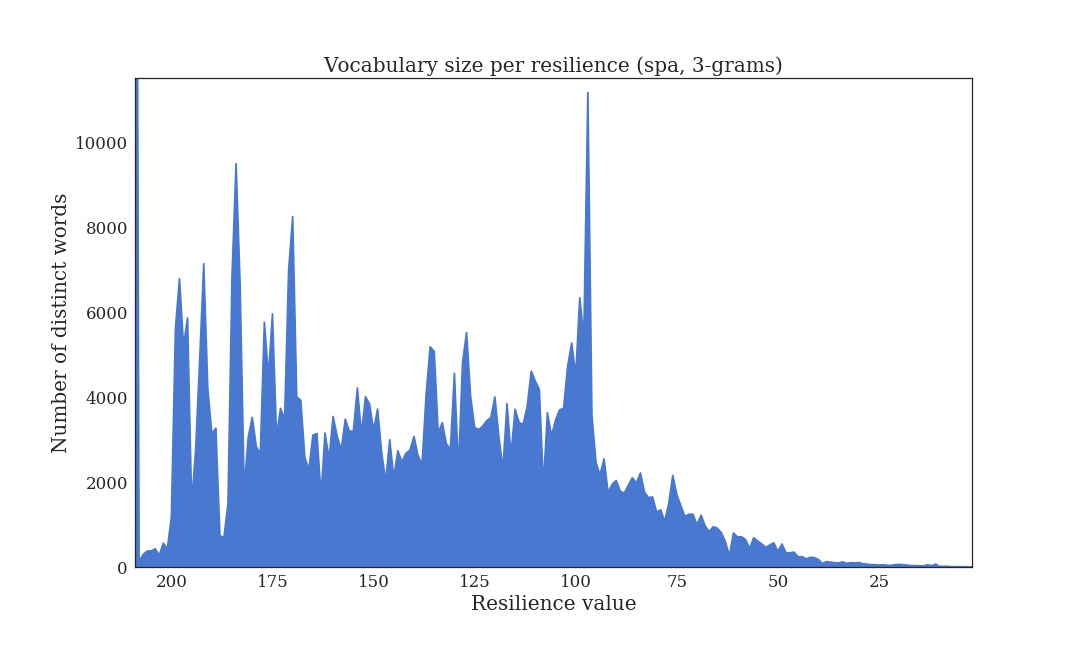 Vocabulary size per resilience (spa, 3-grams)
Number of distinct words
10000
8000
6000
4000
2000
0
200 175 150 125 100 75 50 25
Resilience value